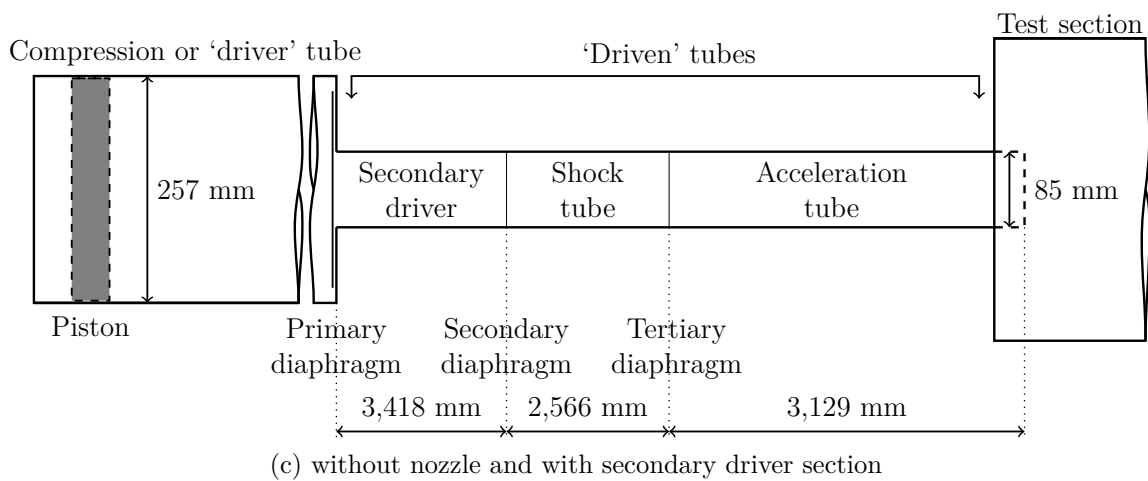 Test section
Compression or ‘driver’ tube
‘Driven’ tubes
257 mm
Secondary
driver
Shock
tube
Acceleration
tube
85 mm
Piston
Primary
diaphragm
Secondary
diaphragm
Tertiary
diaphragm
3,418 mm
2,566 mm
3,129 mm
(c) without nozzle and with secondary driver section